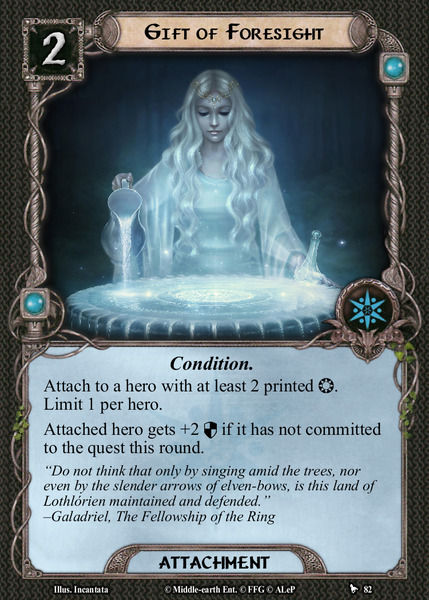 2
GIFT OF FORESIGHT
Condition.
Attach to a hero with at least 2 printed .
Limit 1 per hero.
Attached hero gets +2 if it has not committed
to the quest this round.
“Do not think that only by singing amid the trees, nor
even by the slender arrows of elven-bows, is this land of
Lothlórien maintained and defended.”
–Galadriel, The Fellowship of the Ring
ATTACHMENT
Illus. Incantata © Middle-earth Ent. © FFG © ALeP 82